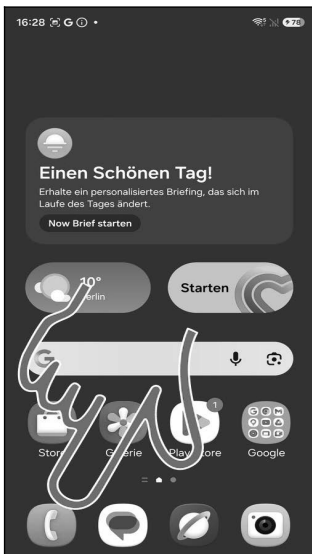 16:28 G
78
Einen Schönen Tag!
Erhalte ein personalisiertes Briefing, das sich im
Laufe des Tages ändert.
Now Brief starten
10°
Berlin
Starten
G
1
Store
Galerie
Play Store
Google